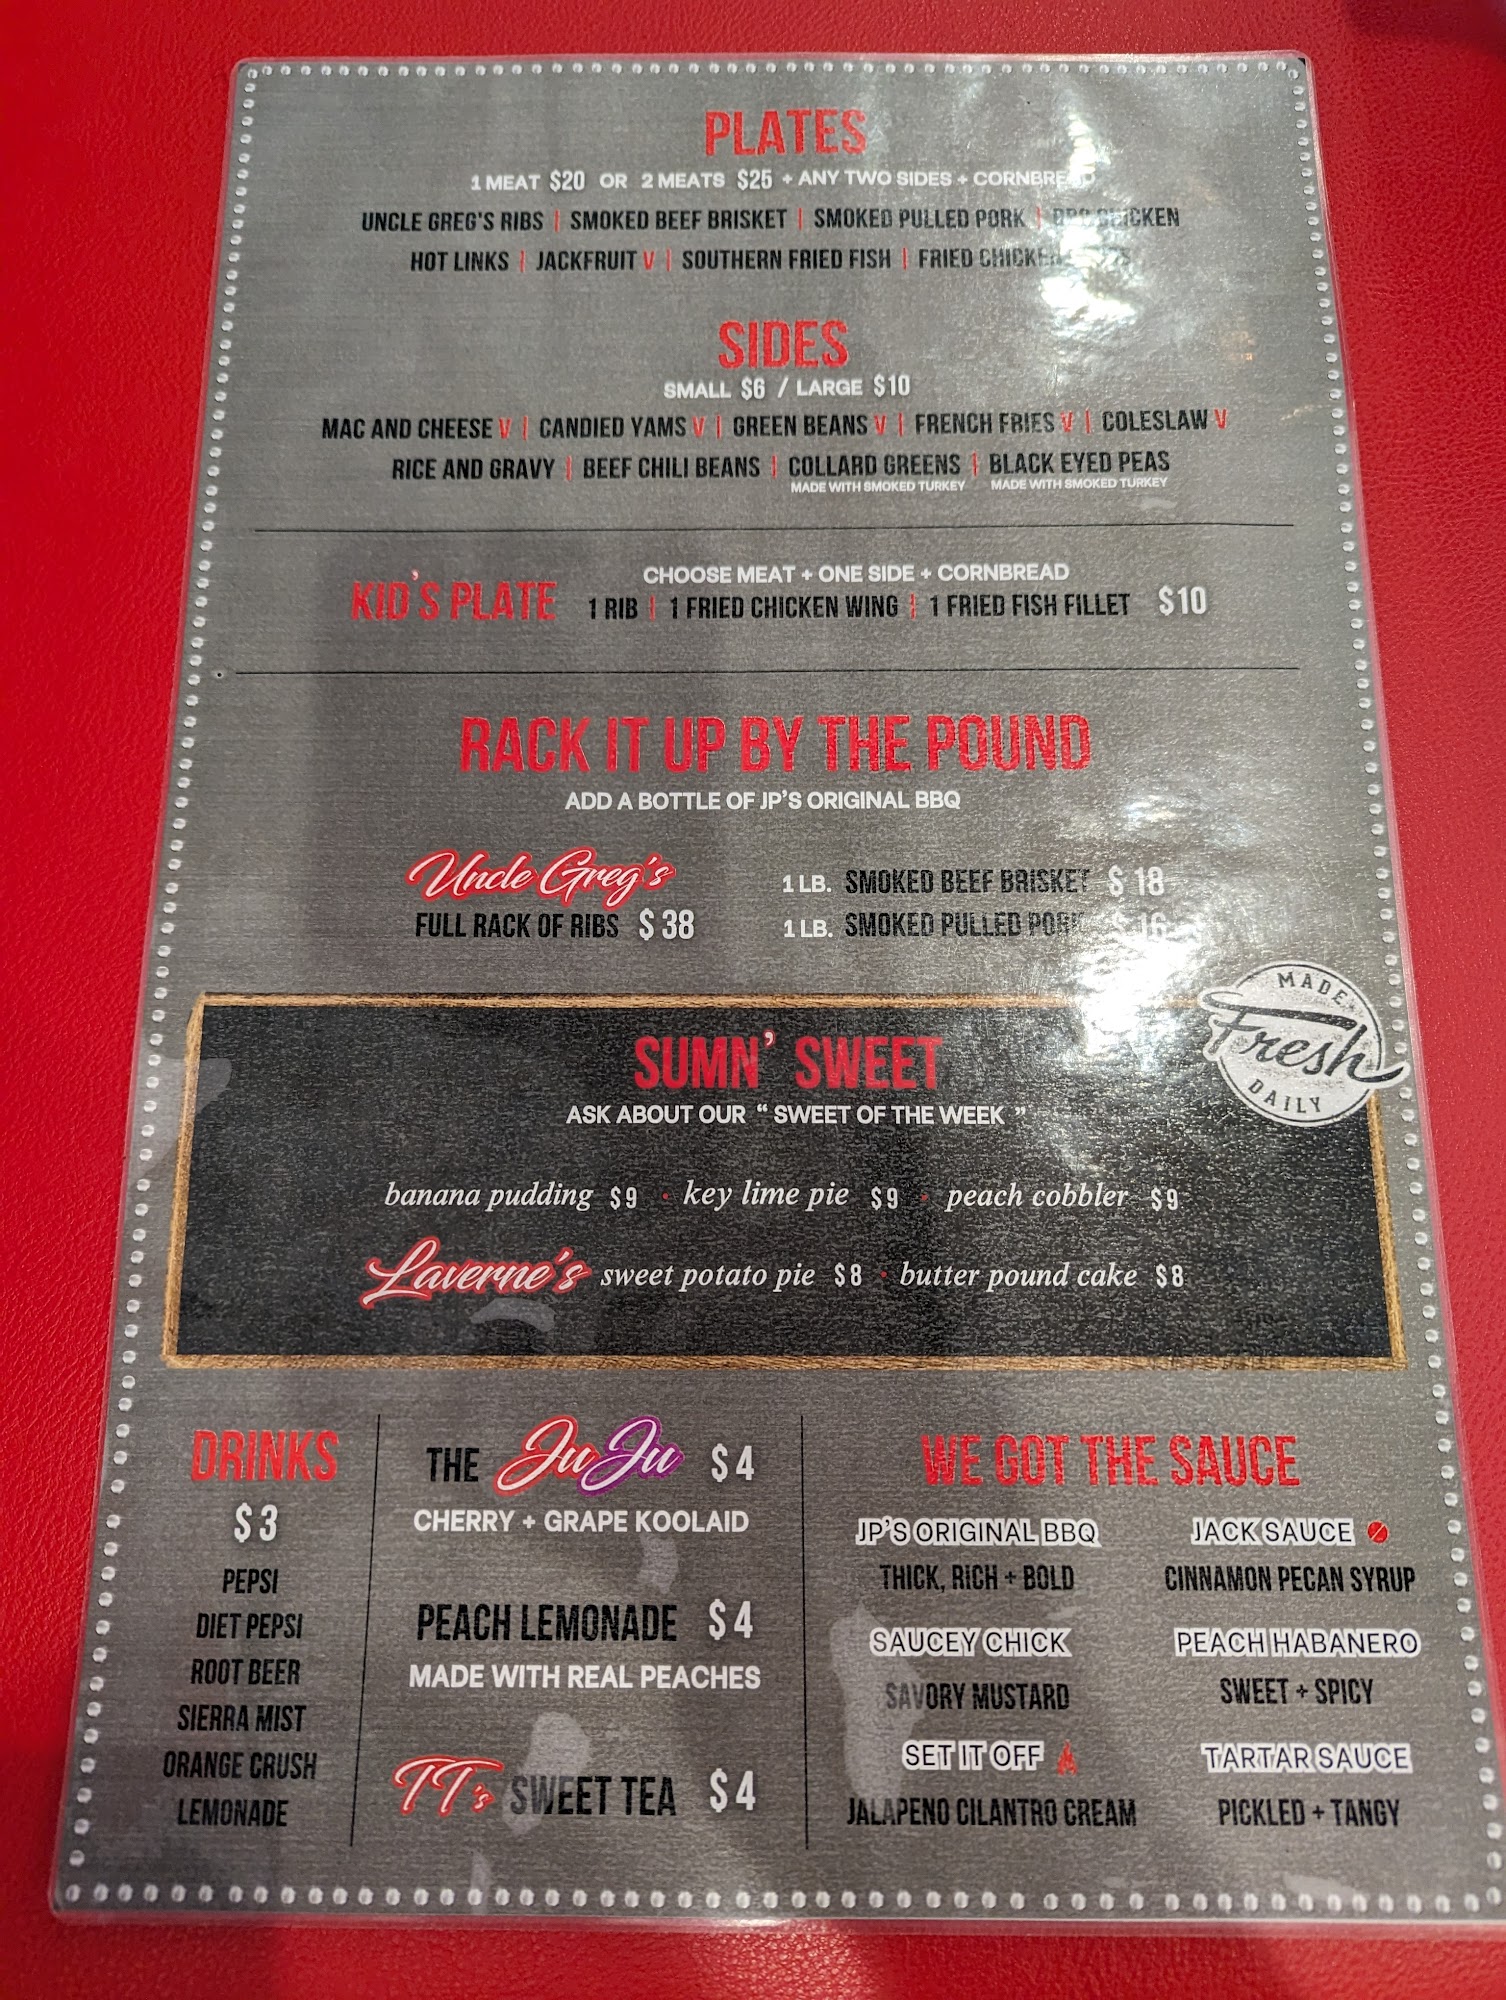 PLATES
1 MEAT $20 OR 2 MEATS $25 + ANY TWO SIDES + CORNBREAD
UNCLE GREG'S RIBS | SMOKED BEEF BRISKET | SMOKED PULLED PORK | BBQ CHICKEN
HOT LINKS | JACKFRUIT V | SOUTHERN FRIED FISH | FRIED CHICKEN
SIDES
SMALL $6 / LARGE $10
MAC AND CHEESE V | CANDIED YAMS V | GREEN BEANS V | FRENCH FRIES V | COLESLAW V
RICE AND GRAVY | BEEF CHILI BEANS | COLLARD GREENS | BLACK EYED PEAS
MADE WITH SMOKED TURKEY MADE WITH SMOKED TURKEY
CHOOSE MEAT + ONE SIDE + CORNBREAD
KID'S PLATE 1 RIB | 1 FRIED CHICKEN WING | 1 FRIED FISH FILLET $10
RACK IT UP BY THE POUND
ADD A BOTTLE OF JP'S ORIGINAL BBQ
Uncle Greg's
FULL RACK OF RIBS $38
1 LB. SMOKED BEEF BRISKET $18
1 LB. SMOKED PULLED PORK $16
MADE
Fresh
DAILY
SUMN' SWEET
ASK ABOUT OUR “ SWEET OF THE WEEK ”
banana pudding $9 • key lime pie $9 • peach cobbler $9
Laverne's sweet potato pie $8 • butter pound cake $8
DRINKS
$3
PEPSI
DIET PEPSI
ROOT BEER
SIERRA MIST
ORANGE CRUSH
LEMONADE
THE JuJu $4
CHERRY + GRAPE KOOLAID
PEACH LEMONADE $4
MADE WITH REAL PEACHES
TT's SWEET TEA $4
WE GOT THE SAUCE
JP'S ORIGINAL BBQ
THICK, RICH + BOLD
JACK SAUCE
CINNAMON PECAN SYRUP
SAUCEY CHICK
SAVORY MUSTARD
PEACH HABANERO
SWEET + SPICY
SET IT OFF
JALAPENO CILANTRO CREAM
TARTAR SAUCE
PICKLED + TANGY